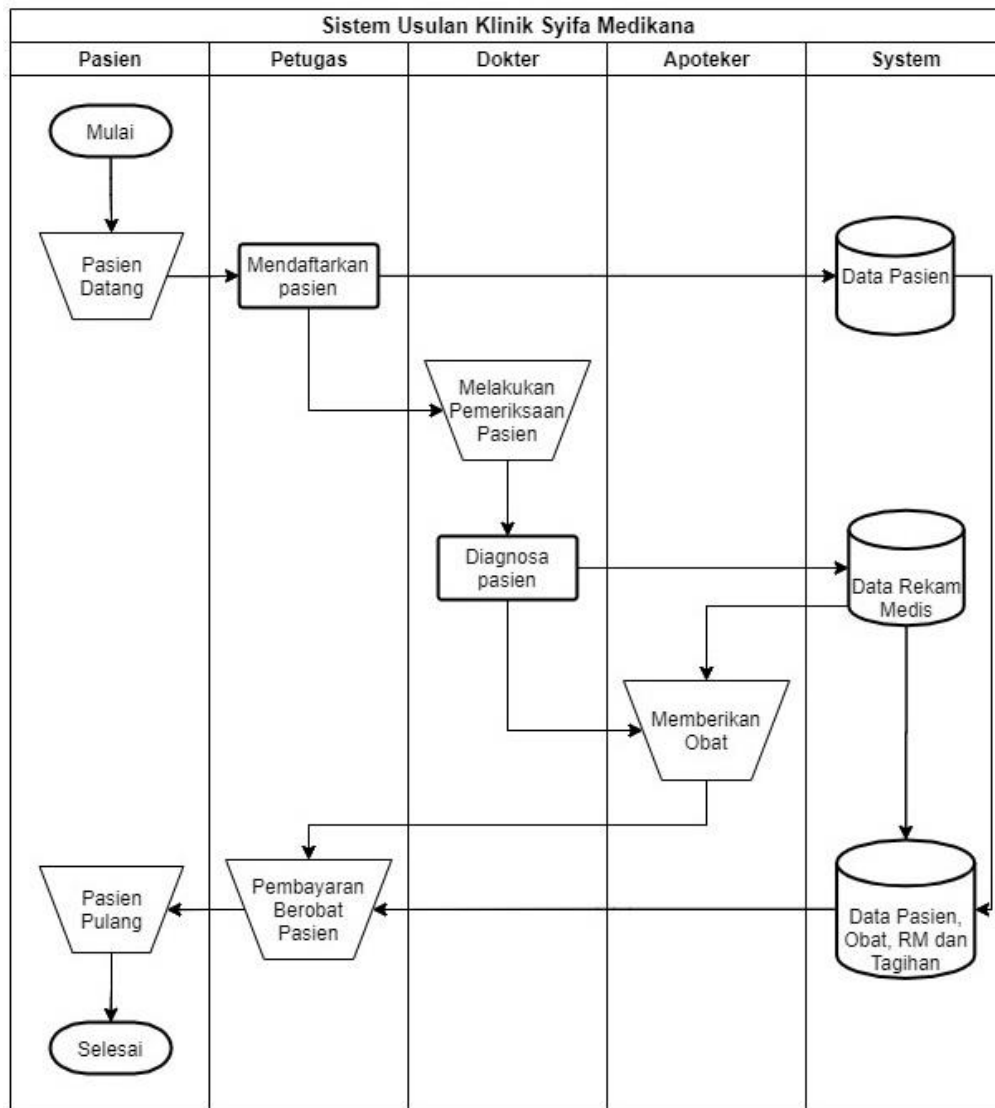 Sistem Usulan Klinik Syifa Medikana
Pasien
Petugas
Dokter
Apoteker
System
Mulai
Pasien
Datang
Mendaftarkan
pasien
Data Pasien
Melakukan
Pemeriksaan
Pasien
Diagnosa
pasien
Data Rekam
Medis
Memberikan
Obat
Pasien
Pulang
Pembayaran
Berobat
Pasien
Data Pasien,
Obat, RM dan
Tagihan
Selesai